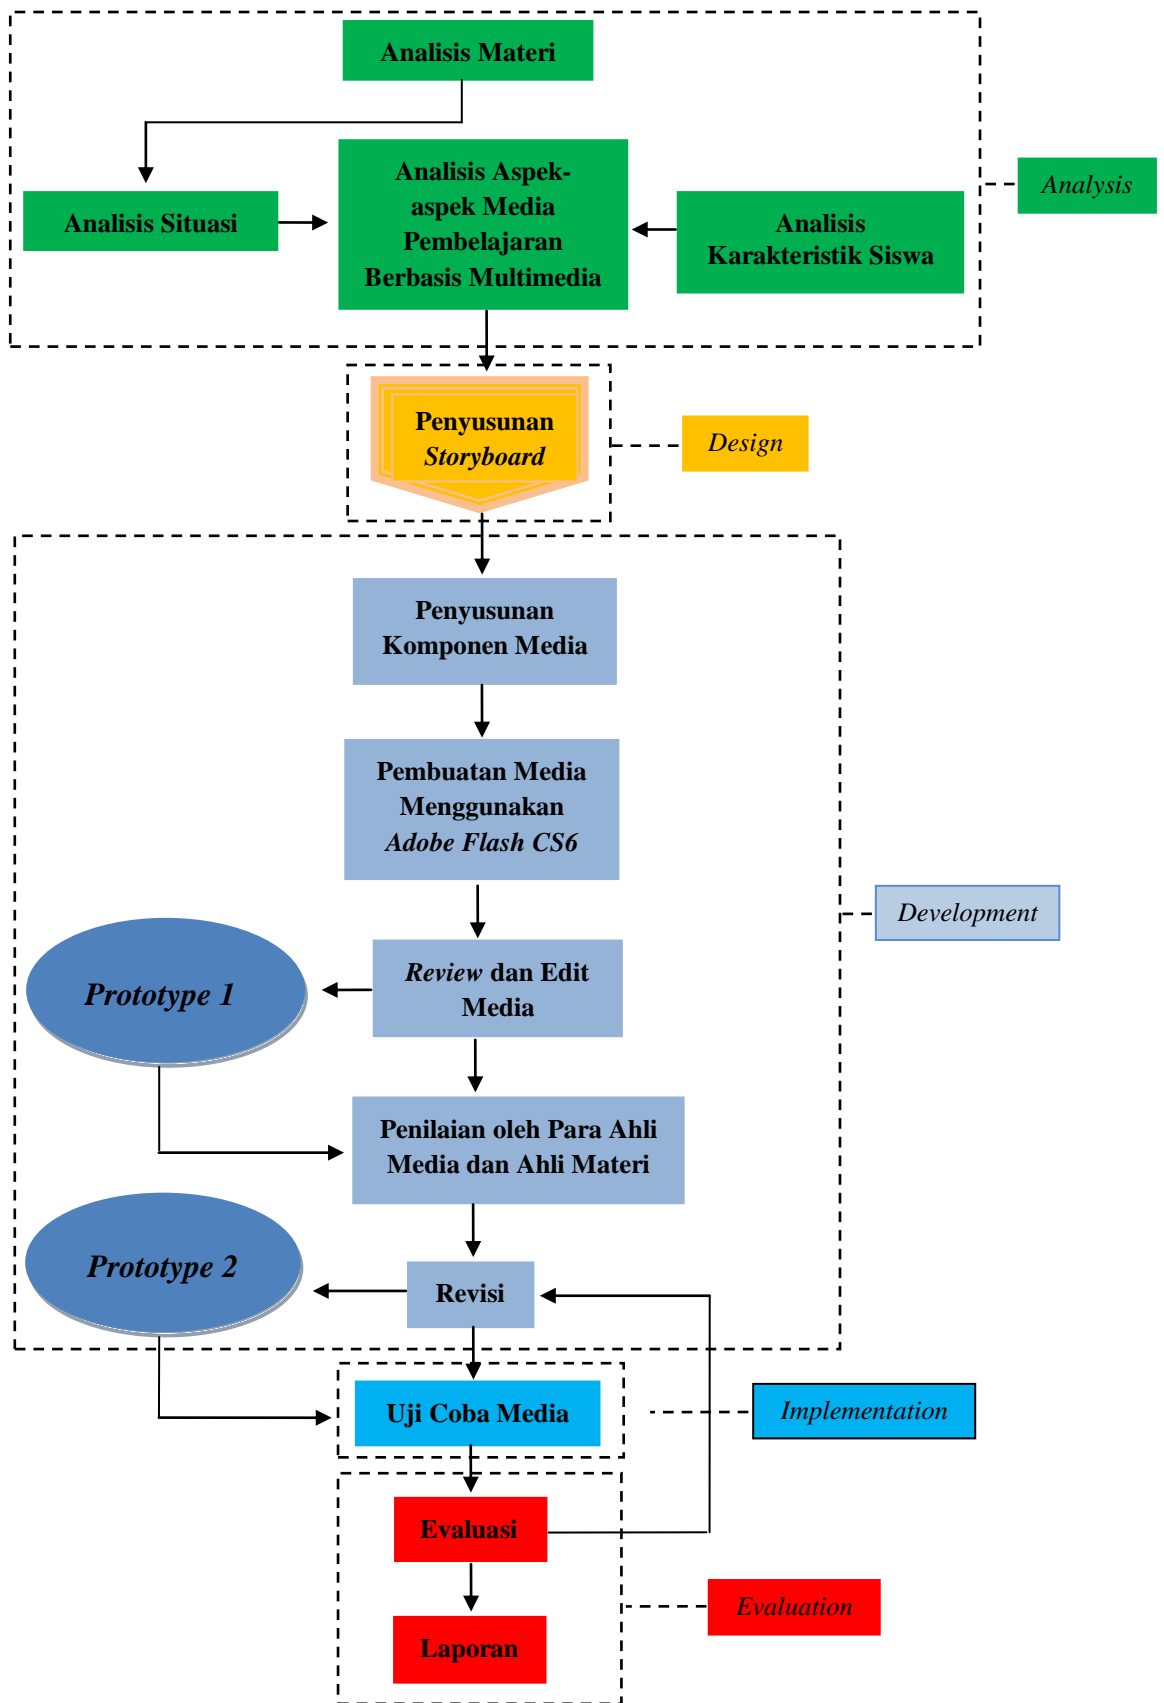 Analisis Materi
Analisis Aspek-
aspek Media
Pembelajaran
Berbasis Multimedia
Analisis Situasi
Analisis
Karakteristik Siswa
Analysis
Penyusunan
Storyboard
Design
Penyusunan
Komponen Media
Pembuatan Media
Menggunakan
Adobe Flash CS6
Development
Review dan Edit
Media
Prototype 1
Penilaian oleh Para Ahli
Media dan Ahli Materi
Prototype 2
Revisi
Uji Coba Media
Implementation
Evaluasi
Evaluation
Laporan